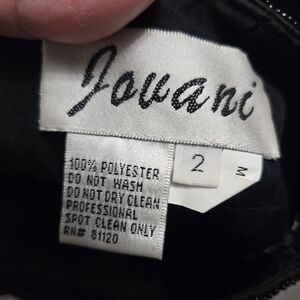 Jovani
2
M
100% POLYESTER
DO NOT WASH
DO NOT DRY CLEAN
PROFESSIONAL
SPOT CLEAN ONLY
RN# 81120